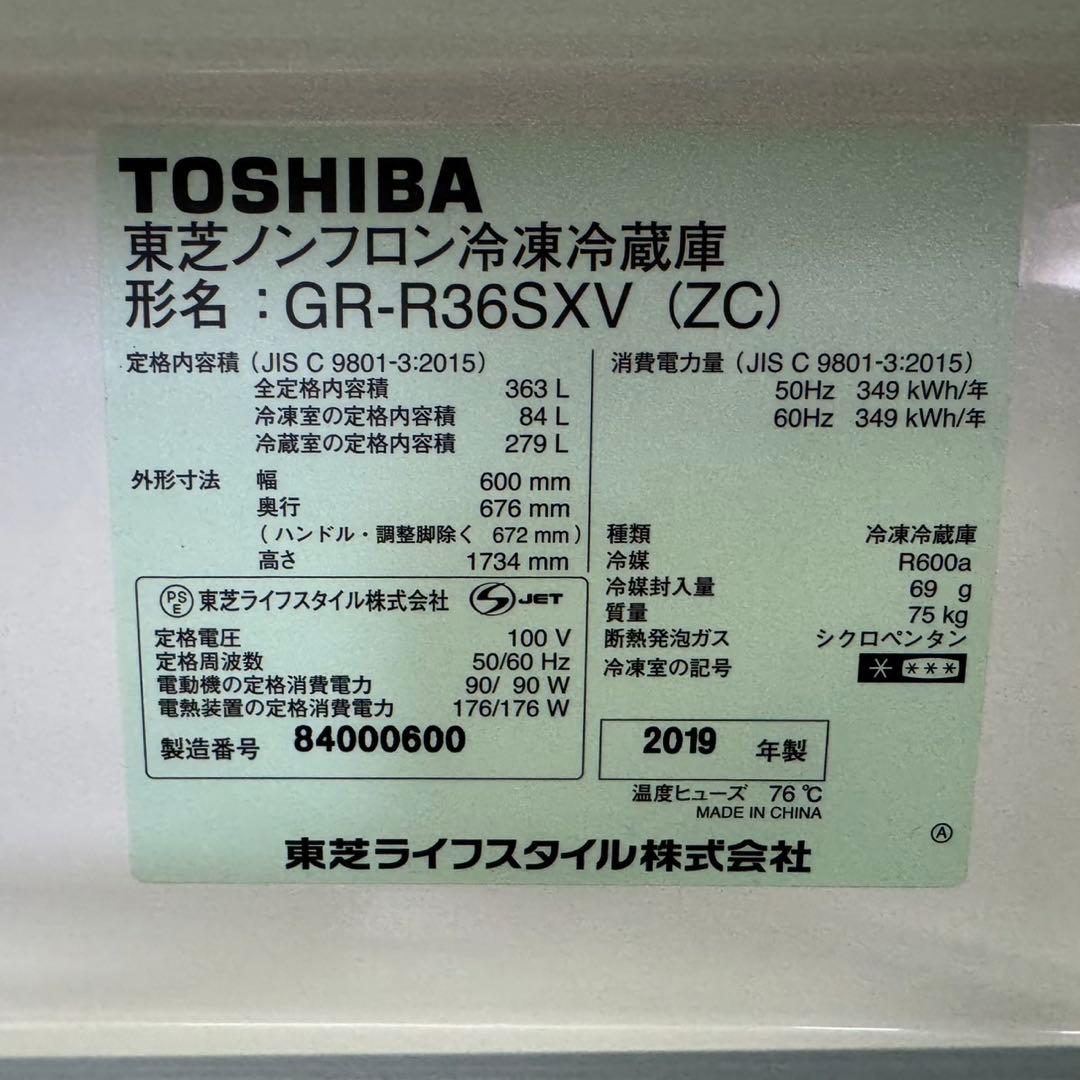 TOSHIBA
東芝ノンフロン冷凍冷蔵庫
形名：GR-R36SXV（ZC）
定格内容積（JIS C 9801-3:2015）
全定格内容積 363 L
冷凍室の定格内容積 84 L
冷蔵室の定格内容積 279 L
外形寸法 幅 600 mm
奥行 676 mm
（ハンドル・調整脚除く 672 mm）
高さ 1734 mm
PSE 東芝ライフスタイル株式会社 S JET
定格電圧 100 V
定格周波数 50/60 Hz
電動機の定格消費電力 90/ 90 W
電熱装置の定格消費電力 176/176 W
製造番号 84000600
消費電力量（JIS C 9801-3:2015）
50Hz 349 kWh/年
60Hz 349 kWh/年
種類 冷凍冷蔵庫
冷媒 R600a
冷媒封入量 69 g
質量 75 kg
断熱発泡ガス シクロペンタン
冷凍室の記号 * ***
2019 年製
温度ヒューズ 76 ℃
MADE IN CHINA
Ⓐ
東芝ライフスタイル株式会社